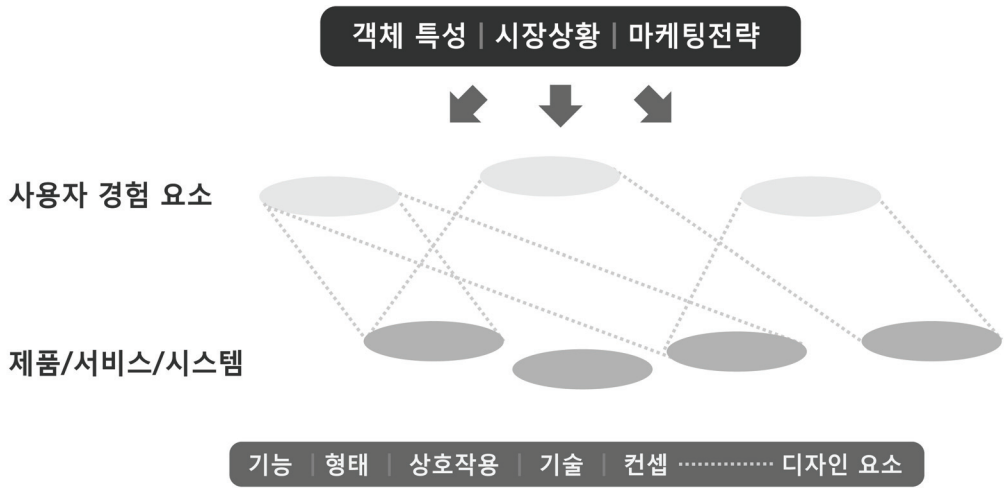 객체 특성 | 시장상황 | 마케팅전략
사용자 경험 요소
제품/서비스/시스템
기능 | 형태 | 상호작용 | 기술 | 컨셉 ·············· 디자인 요소